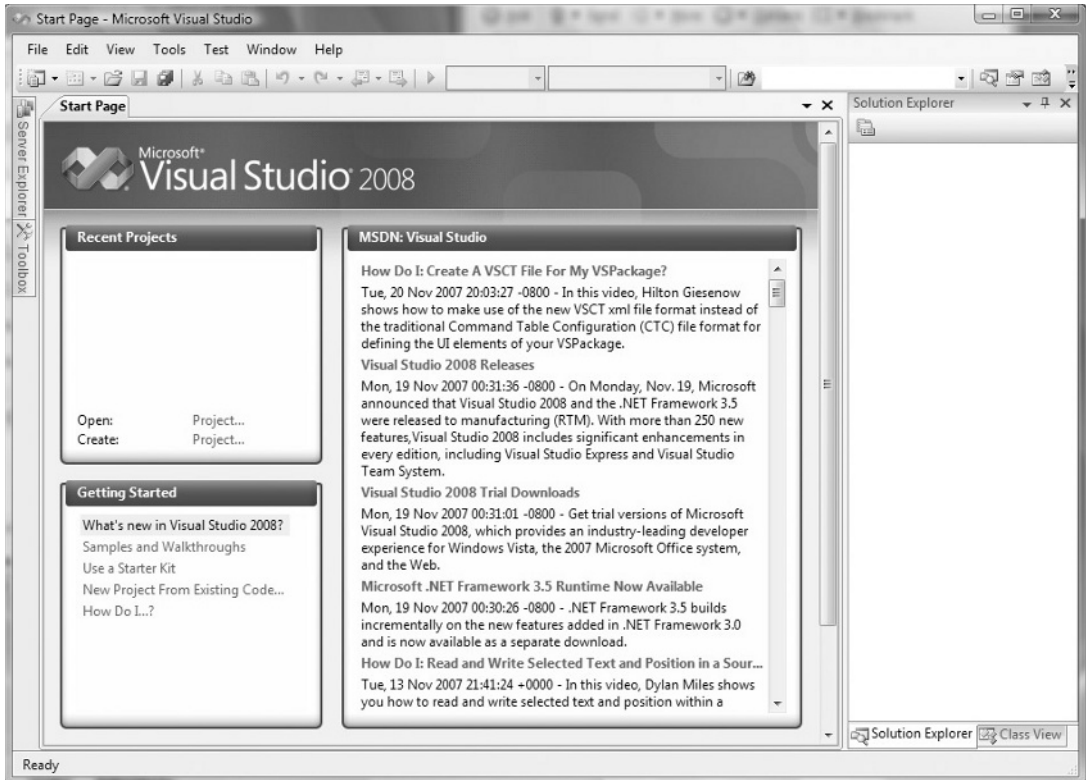 Start Page - Microsoft Visual Studio
File Edit View Tools Test Window Help
Server Explorer
Toolbox
Start Page
Microsoft®
Visual Studio® 2008
Recent Projects
Open: Project...
Create: Project...
Getting Started
What's new in Visual Studio 2008?
Samples and Walkthroughs
Use a Starter Kit
New Project From Existing Code...
How Do I...?
MSDN: Visual Studio
How Do I: Create A VSCT File For My VSPackage?
Tue, 20 Nov 2007 20:03:27 -0800 - In this video, Hilton Giesenow
shows how to make use of the new VSCT xml file format instead of
the traditional Command Table Configuration (CTC) file format for
defining the UI elements of your VSPackage.
Visual Studio 2008 Releases
Mon, 19 Nov 2007 00:31:36 -0800 - On Monday, Nov. 19, Microsoft
announced that Visual Studio 2008 and the .NET Framework 3.5
were released to manufacturing (RTM). With more than 250 new
features,Visual Studio 2008 includes significant enhancements in
every edition, including Visual Studio Express and Visual Studio
Team System.
Visual Studio 2008 Trial Downloads
Mon, 19 Nov 2007 00:31:01 -0800 - Get trial versions of Microsoft
Visual Studio 2008, which provides an industry-leading developer
experience for Windows Vista, the 2007 Microsoft Office system,
and the Web.
Microsoft .NET Framework 3.5 Runtime Now Available
Mon, 19 Nov 2007 00:30:26 -0800 - .NET Framework 3.5 builds
incrementally on the new features added in .NET Framework 3.0
and is now available as a separate download.
How Do I: Read and Write Selected Text and Position in a Sour...
Tue, 13 Nov 2007 21:41:24 +0000 - In this video, Dylan Miles shows
you how to read and write selected text and position within a
Solution Explorer
Solution Explorer Class View
Ready